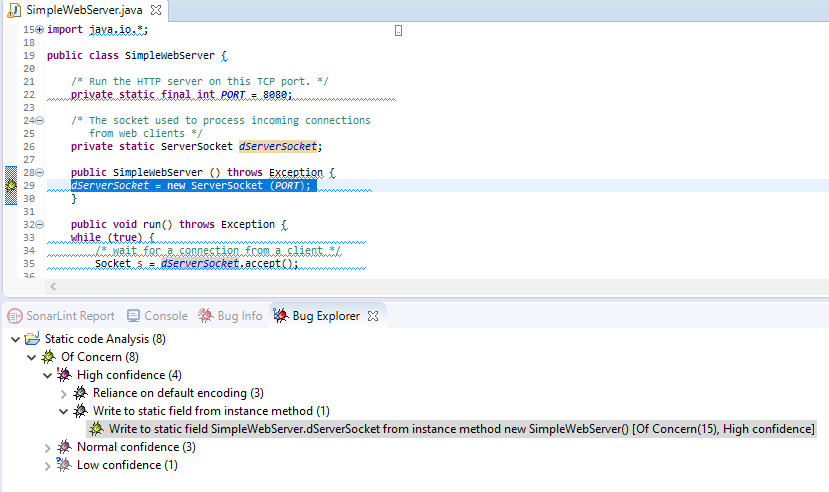 SimpleWebServer.java
15 import java.io.*;
18
19 public class SimpleWebServer {
20
21 /* Run the HTTP server on this TCP port. */
22 private static final int PORT = 8080;
23
24 /* The socket used to process incoming connections
25 from web clients */
26 private static ServerSocket dServerSocket;
27
28 public SimpleWebServer () throws Exception {
29 dServerSocket = new ServerSocket (PORT);
30 }
31
32 public void run() throws Exception {
33 while (true) {
34 /* wait for a connection from a client */
35 Socket s = dServerSocket.accept();
36
SonarLint Report Console Bug Info Bug Explorer
Static code Analysis (8)
Of Concern (8)
High confidence (4)
Reliance on default encoding (3)
Write to static field from instance method (1)
Write to static field SimpleWebServer.dServerSocket from instance method new SimpleWebServer() [Of Concern(15), High confidence]
Normal confidence (3)
Low confidence (1)